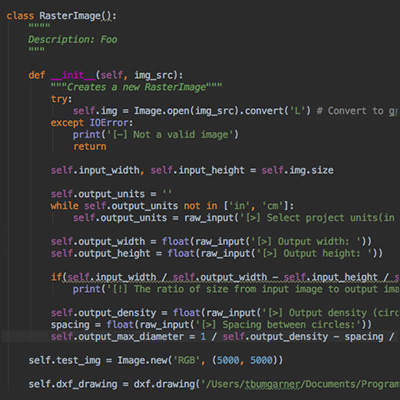 class RasterImage():
"""
Description: Foo
"""
def __init__(self, img_src):
"""Creates a new RasterImage"""
try:
self.img = Image.open(img_src).convert('L') # Convert to
except IOError:
print('[-] Not a valid image')
return
self.input_width, self.input_height = self.img.size
self.output_units = ''
while self.output_units not in ['in', 'cm']:
self.output_units = raw_input('[>] Select project units(in
self.output_width = float(raw_input('[>] Output width: '))
self.output_height = float(raw_input('[>] Output height: '))
if(self.input_width / self.output_width - self.input_height / s
print('[!] The ratio of size from input image to output ima
self.output_density = float(raw_input('[>] Output density (circ
spacing = float(raw_input('[>] Spacing between circles:'))
self.output_max_diameter = 1 / self.output_density - spacing /
self.test_img = Image.new('RGB', (5000, 5000))
self.dxf_drawing = dxf.drawing('/Users/tbumgarner/Documents/Program